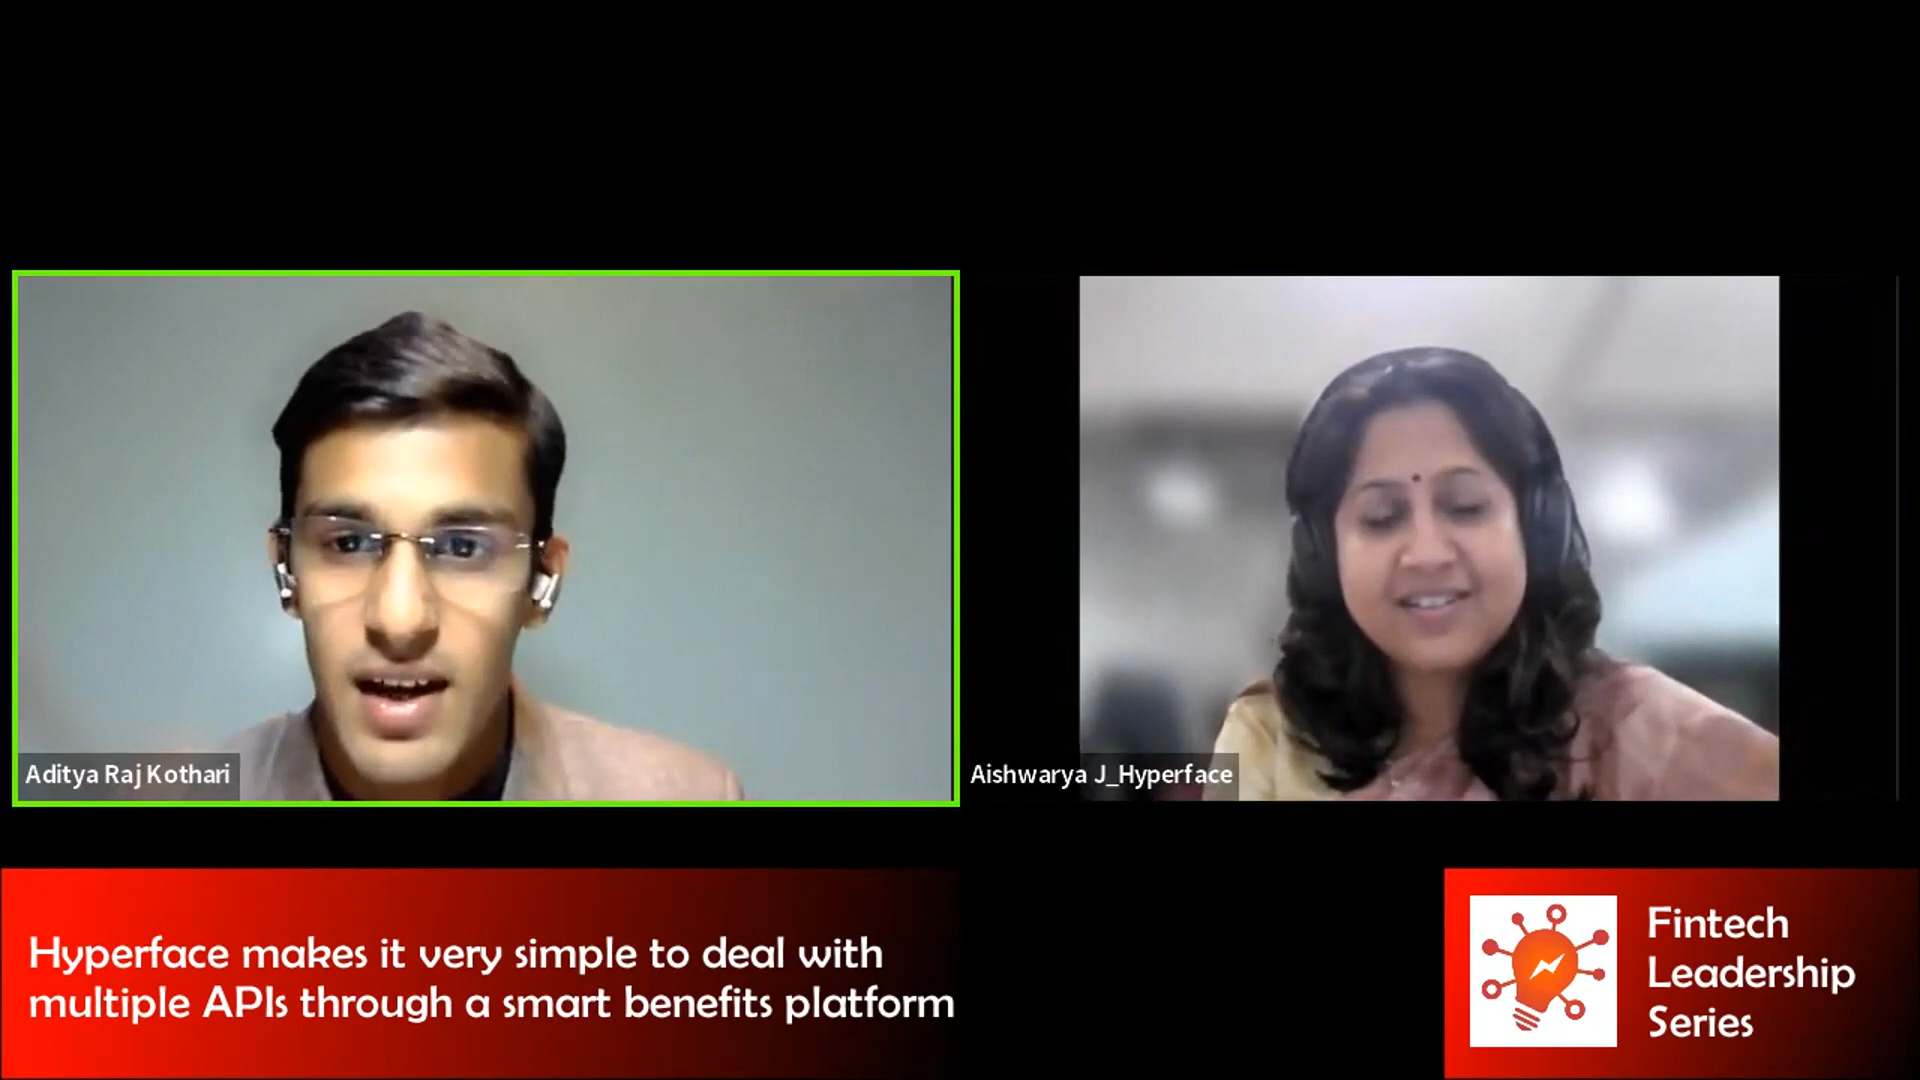 Aditya Raj Kothari
Aishwarya J_Hyperface
Hyperface makes it very simple to deal with
multiple APIs through a smart benefits platform
Fintech
Leadership
Series